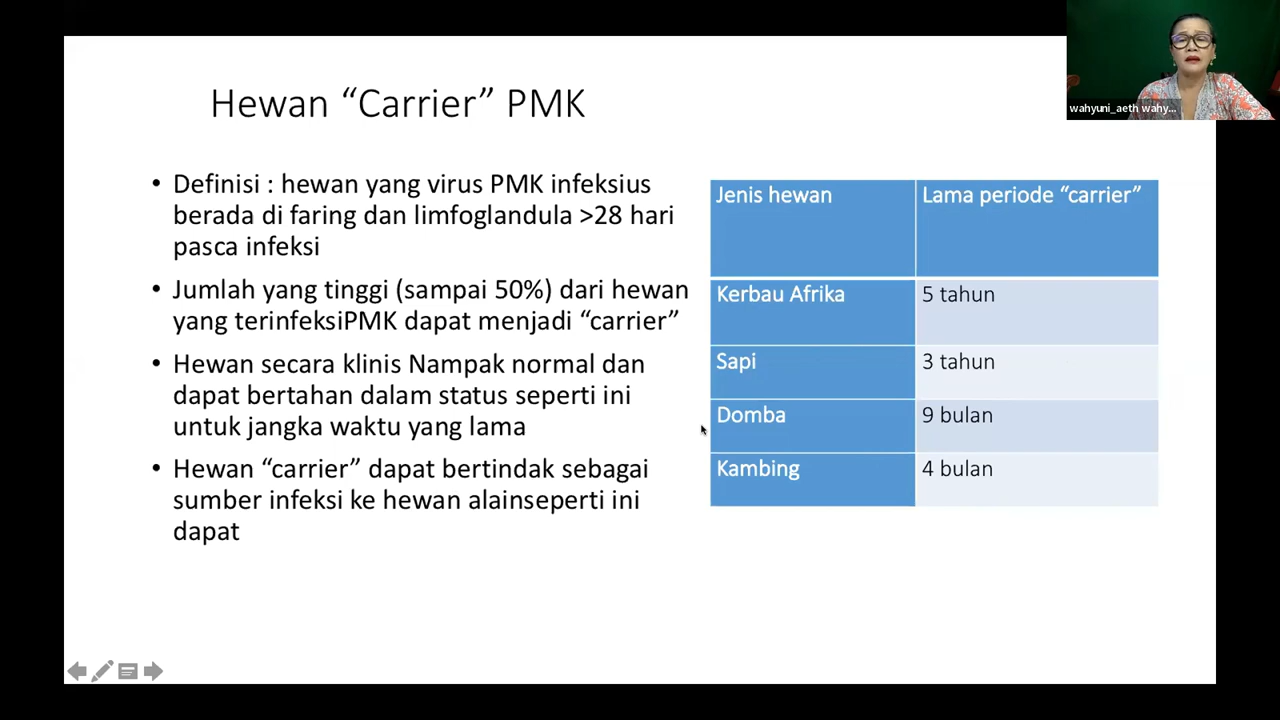 Hewan “Carrier” PMK
wahyuni_aeth wahy...
• Definisi : hewan yang virus PMK infeksius
berada di faring dan limfoglandula >28 hari
pasca infeksi
• Jumlah yang tinggi (sampai 50%) dari hewan
yang terinfeksiPMK dapat menjadi “carrier”
• Hewan secara klinis Nampak normal dan
dapat bertahan dalam status seperti ini
untuk jangka waktu yang lama
• Hewan “carrier” dapat bertindak sebagai
sumber infeksi ke hewan alainseperti ini
dapat
Jenis hewan Lama periode “carrier”
Kerbau Afrika 5 tahun
Sapi 3 tahun
Domba 9 bulan
Kambing 4 bulan